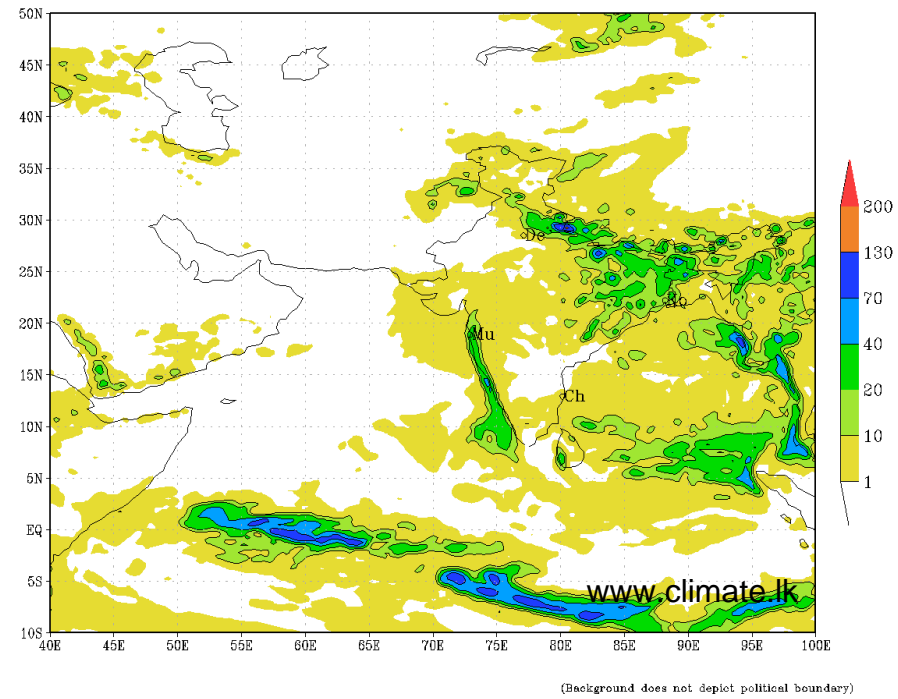 50N
45N
40N
35N
30N
25N
20N
15N
10N
5N
EQ
5S
10S
40E 45E 50E 55E 60E 65E 70E 75E 80E 85E 90E 95E 100E
De
Mu
Ch
200
130
70
40
20
10
1
www.climate.lk
(Background does not depict political boundary)